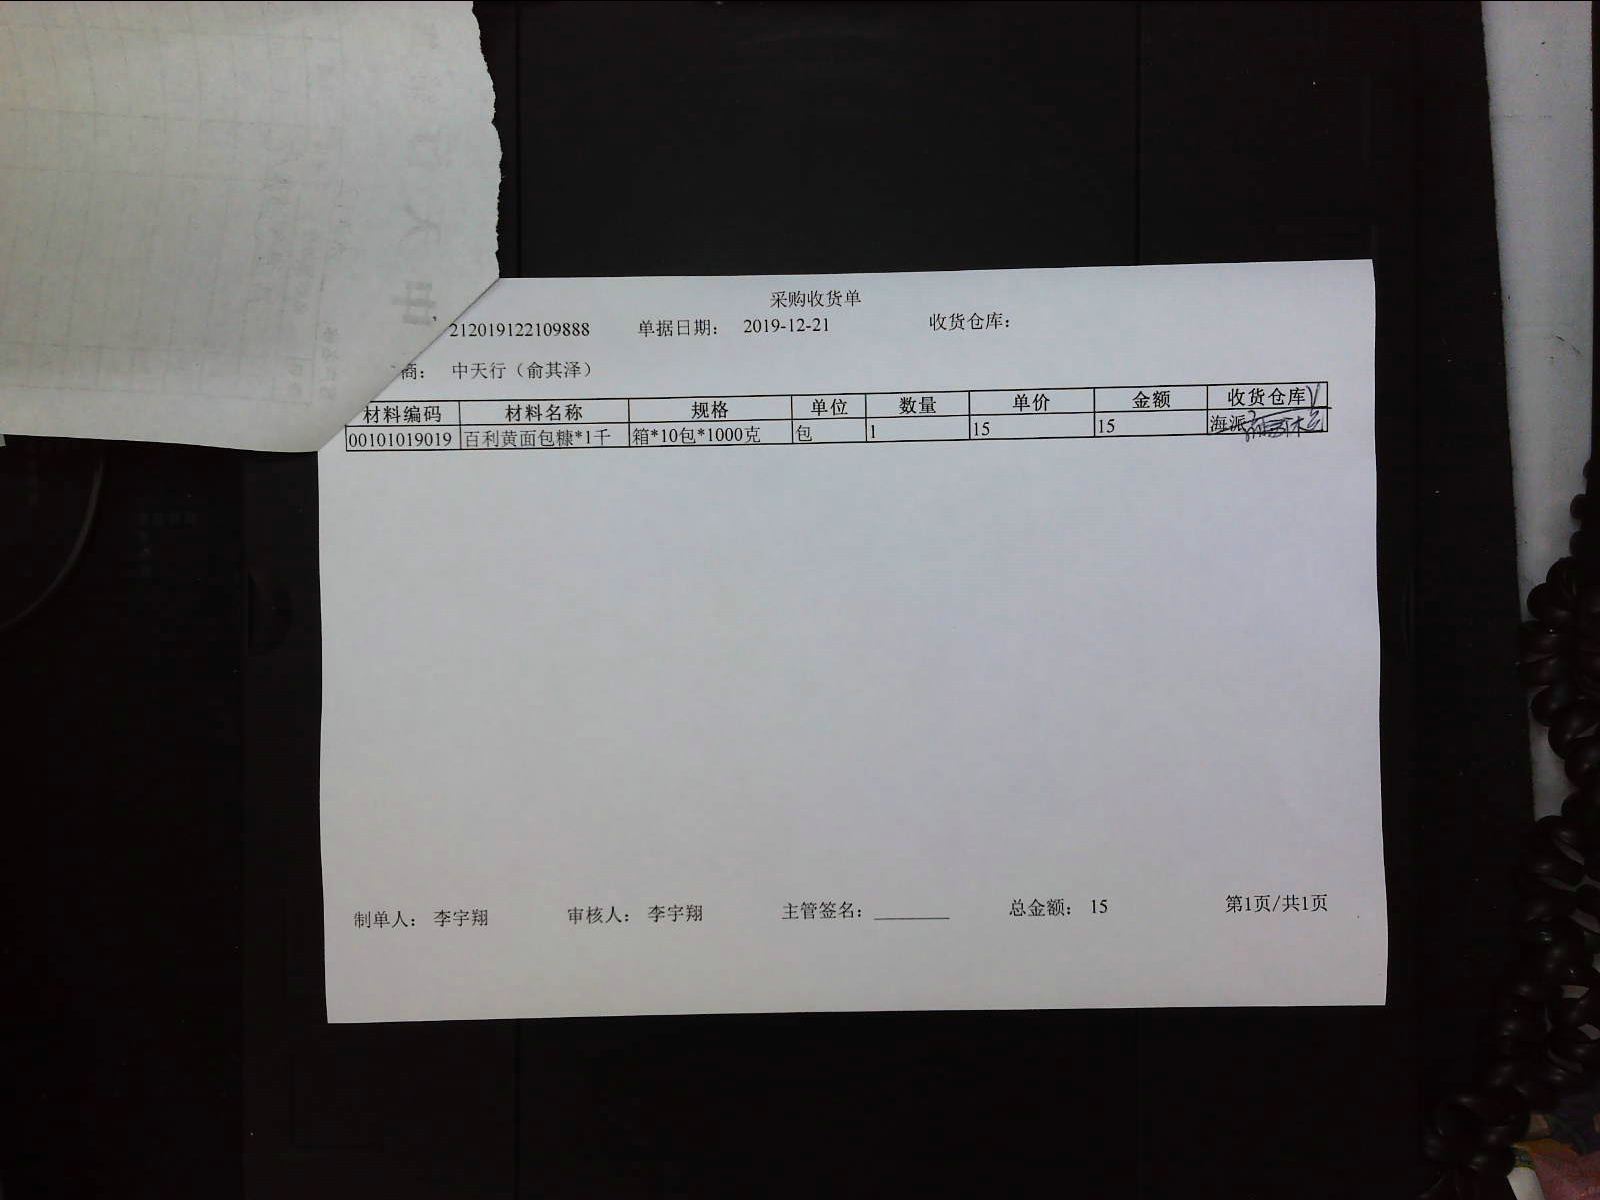 采购收货单
212019122109888 单据日期: 2019-12-21 收货仓库:
商: 中天行（俞其泽）
材料编码 材料名称 规格 单位 数量 单价 金额 收货仓库
00101019019 百利黄面包糠*1千 箱*10包*1000克 包 1 15 15 海派
制单人: 李宇翔 审核人: 李宇翔 主管签名: 总金额: 15 第1页/共1页